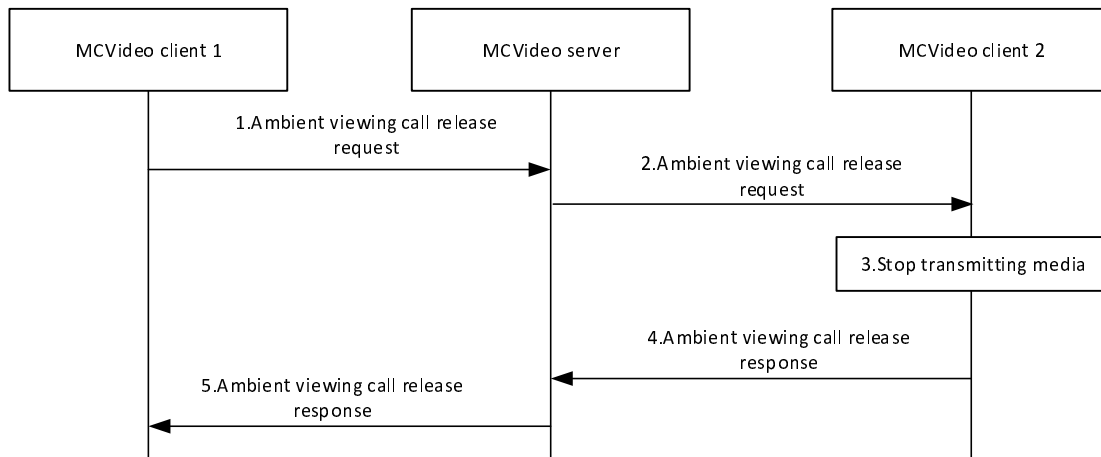 MCVideo client 1
MCVideo server
MCVideo client 2
1.Ambient viewing call release
request
2.Ambient viewing call release
request
3.Stop transmitting media
4.Ambient viewing call release
response
5.Ambient viewing call release
response